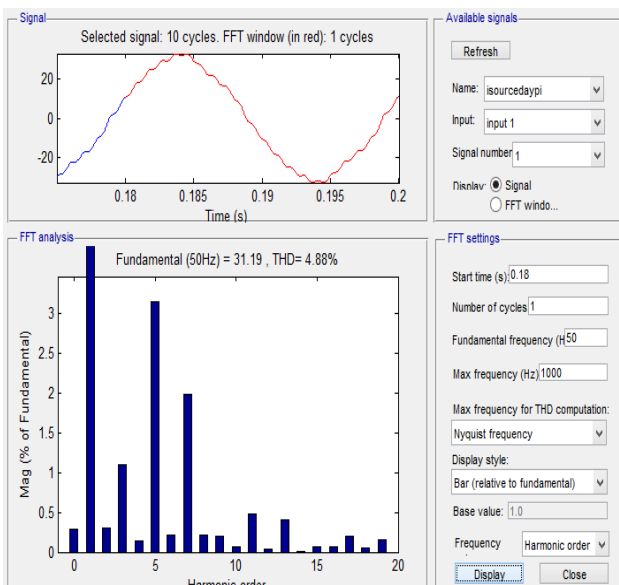 Signal
Selected signal: 10 cycles. FFT window (in red): 1 cycles
20
0
-20
0.18 0.185 0.19 0.195 0.2
Time (s)
FFT analysis
Fundamental (50Hz) = 31.19 , THD= 4.88%
Mag (% of Fundamental)
3
2.5
2
1.5
1
0.5
0
0 5 10 15 20
Harmonic order
Available signals
Refresh
Name: isourcedaypi
Input: input 1
Signal number: 1
Display: Signal
FFT windo...
FFT settings
Start time (s): 0.18
Number of cycles 1
Fundamental frequency (H 50
Max frequency (Hz) 1000
Max frequency for THD computation:
Nyquist frequency
Display style:
Bar (relative to fundamental)
Base value: 1.0
Frequency Harmonic order
Display Close